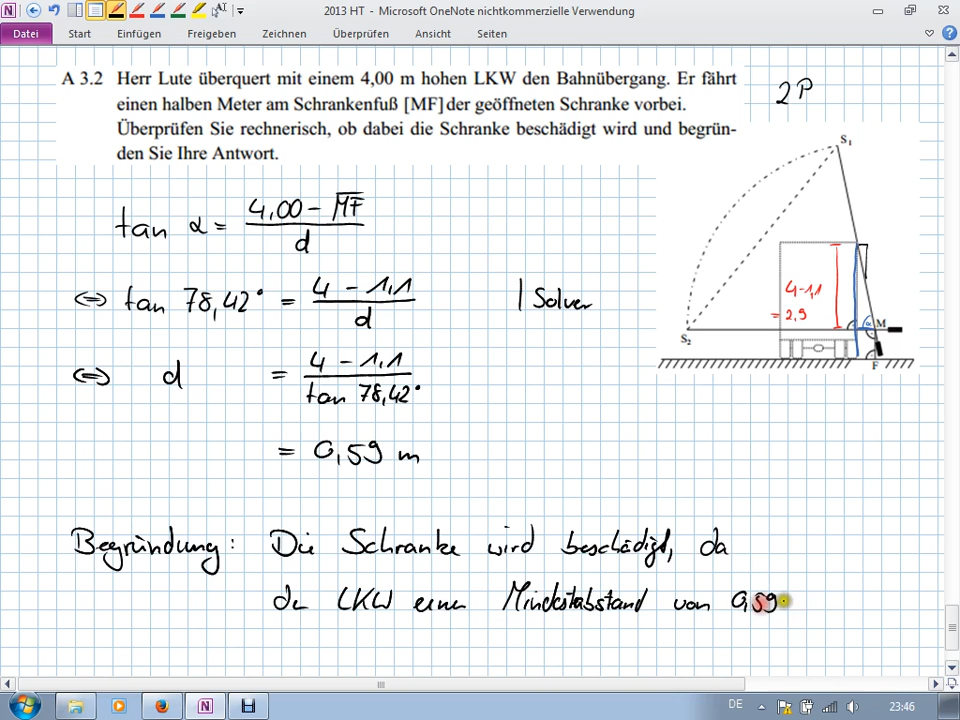 2013 HT - Microsoft OneNote nichtkommerzielle Verwendung
Datei Start Einfügen Freigeben Zeichnen Überprüfen Ansicht Seiten
A 3.2 Herr Lute überquert mit einem 4,00 m hohen LKW den Bahnübergang. Er fährt
einen halben Meter am Schrankenfuß [MF] der geöffneten Schranke vorbei.
Überprüfen Sie rechnerisch, ob dabei die Schranke beschädigt wird und begrün-
den Sie Ihre Antwort.
2P
S₁
tan α = (4,00 - M̅F̅)/d
⇔ tan 78,42° = (4 - 1,1)/d | Solver
4-1,1
= 2,9
α M
S₂
F
⇔ d = (4 - 1.1)/(tan 78,42°)
= 0,59 m
Begründung: Die Schranke wird beschädigt, da
der LKW einen Mindestabstand von 0,59
DE 23:46